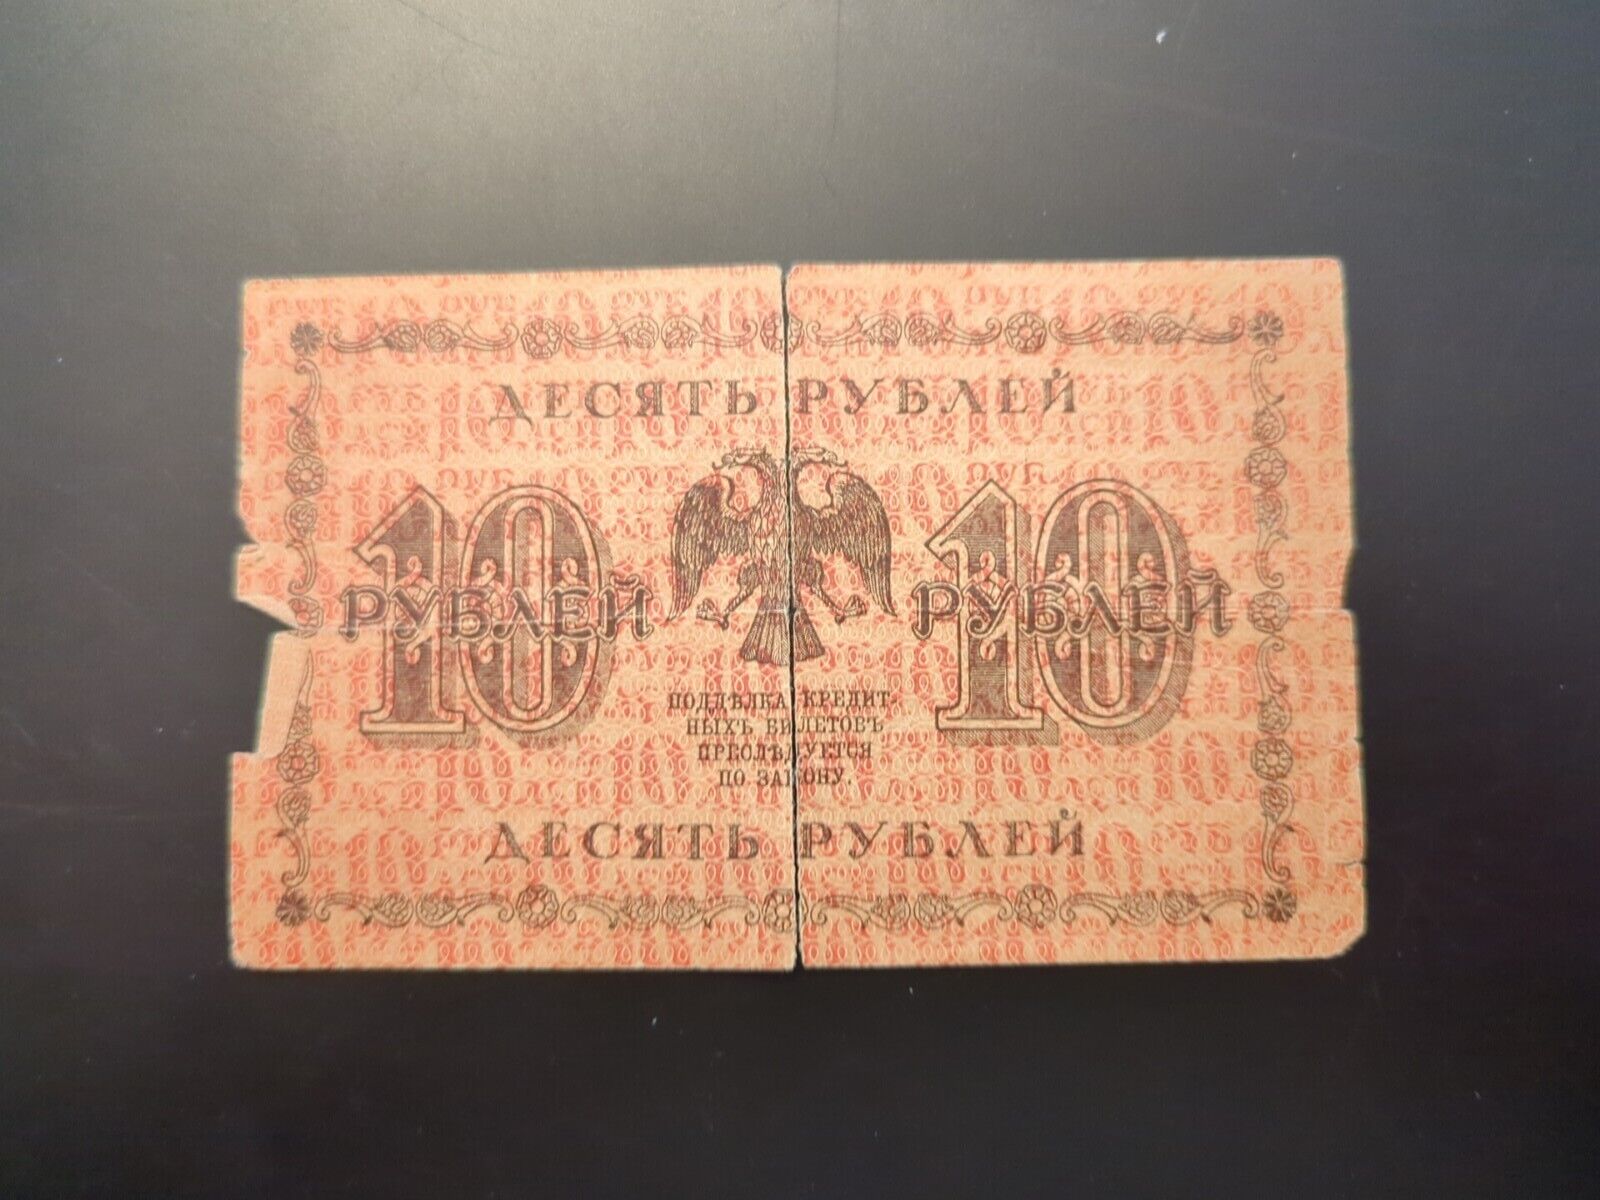 ДЕСЯТЬ РУБЛЕЙ
10 РУБЛЕЙ
10 РУБЛЕЙ
ПОДДѢЛКА КРЕДИТ-
НЫХЪ БИЛЕТОВЪ
ПРЕСЛѢДУЕТСЯ
ПО ЗАКОНУ.
ДЕСЯТЬ РУБЛЕЙ